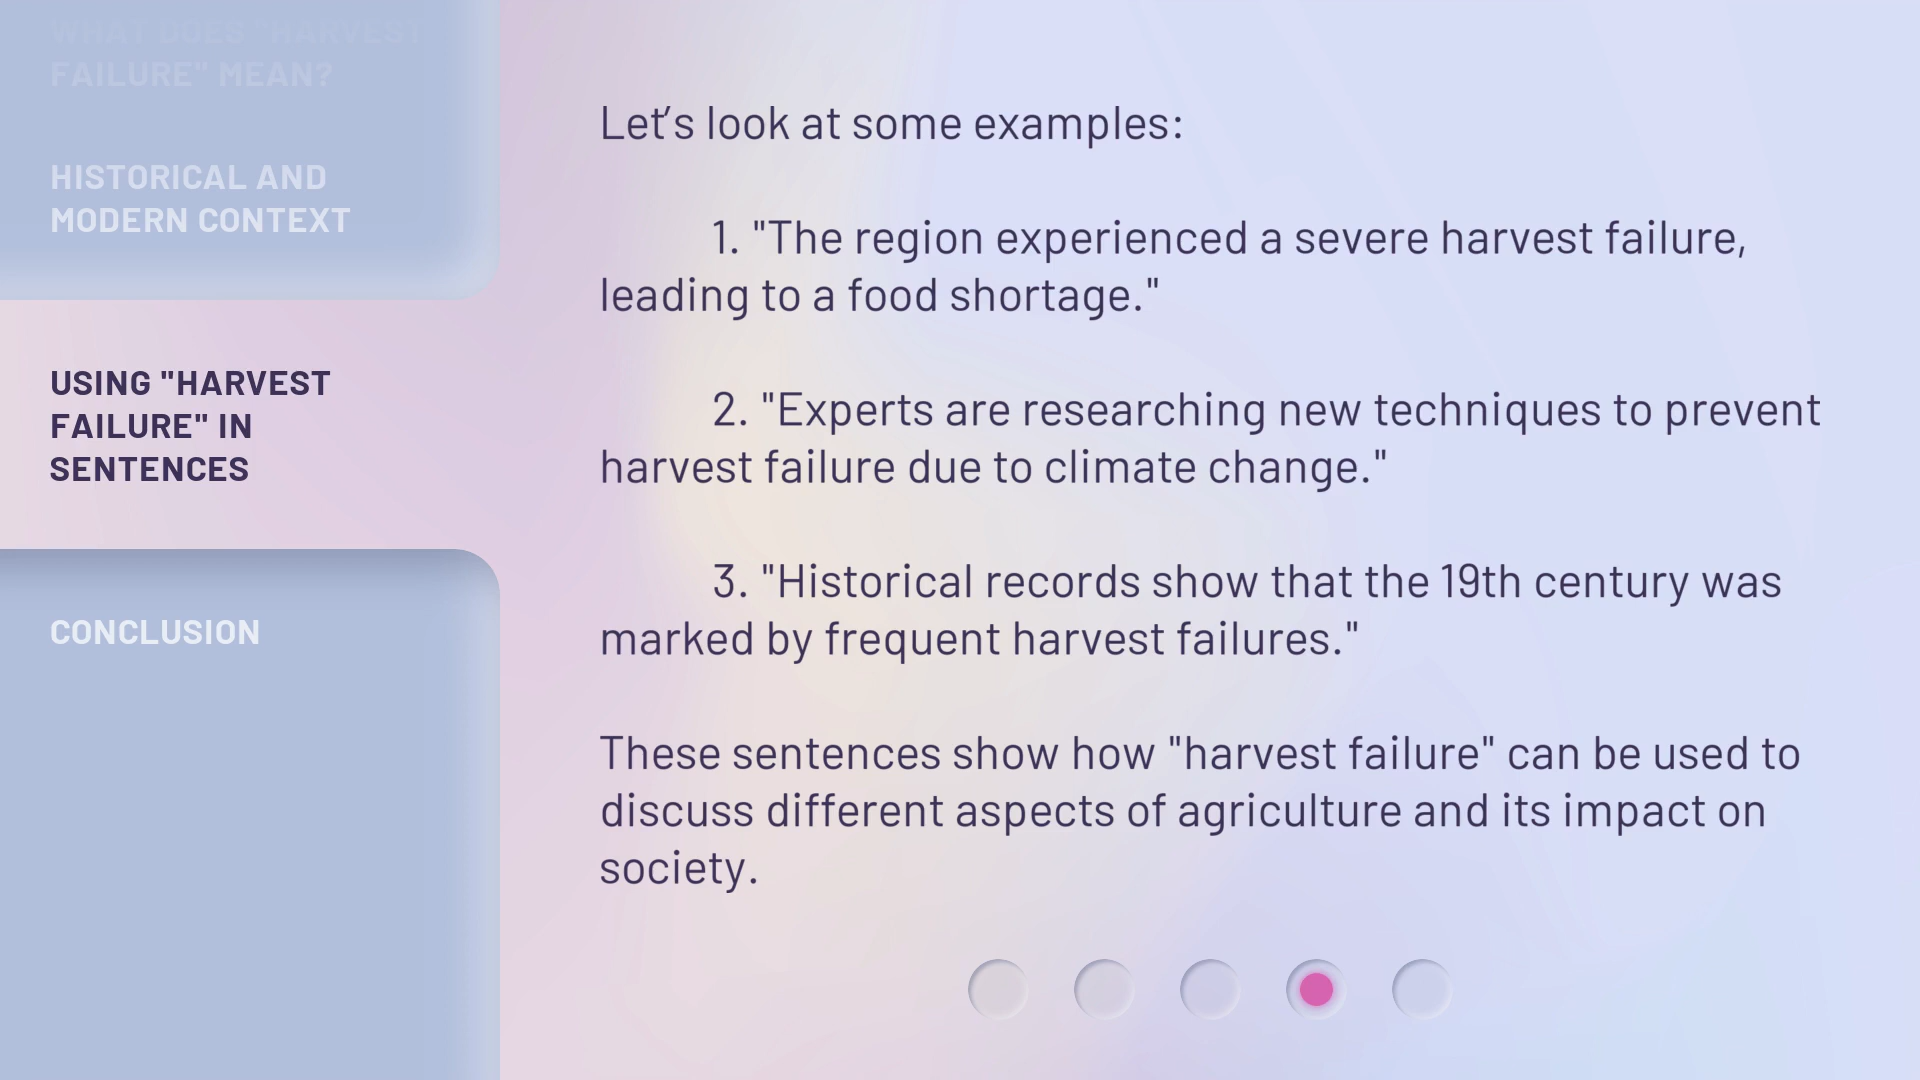 WHAT DOES "HARVEST
FAILURE" MEAN?
HISTORICAL AND
MODERN CONTEXT
USING "HARVEST
FAILURE" IN
SENTENCES
CONCLUSION
Let's look at some examples:
1. "The region experienced a severe harvest failure,
leading to a food shortage."
2. "Experts are researching new techniques to prevent
harvest failure due to climate change."
3. "Historical records show that the 19th century was
marked by frequent harvest failures."
These sentences show how "harvest failure" can be used to
discuss different aspects of agriculture and its impact on
society.